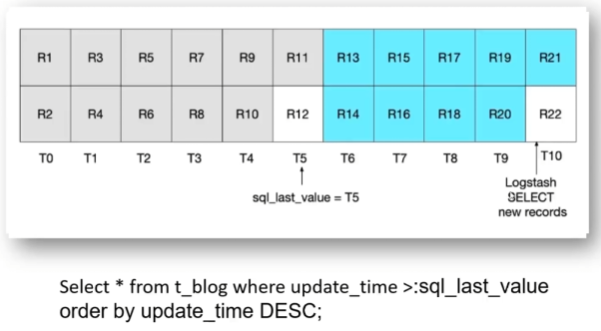 R1 R3 R5 R7 R9 R11 R13 R15 R17 R19 R21
R2 R4 R6 R8 R10 R12 R14 R16 R18 R20 R22
T0 T1 T2 T3 T4 T5 T6 T7 T8 T9 T10
sql_last_value = T5
Logstash
SELECT
new records
Select * from t_blog where update_time >:sql_last_value
order by update_time DESC;